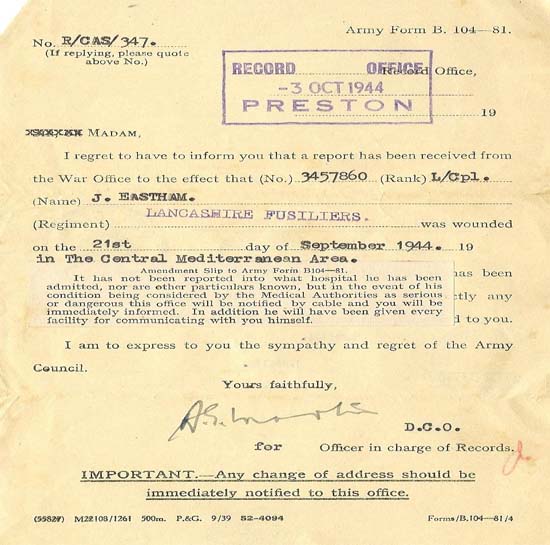 Army Form B. 104—81.
No. R/CAS/347.
(If replying, please quote
above No.)
RECORD OFFICE
Record Office,
-3 OCT 1944
PRESTON
19
MADAM,
I regret to have to inform you that a report has been received from
the War Office to the effect that (No.) 3457860 (Rank) L/Cpl.
(Name) J. EASTHAM.
(Regiment) LANCASHIRE FUSILIERS. was wounded
on the 21st day of September 1944. 19
in The Central Mediterranean Area.
Amendment Slip to Army Form B104—81.
It has not been reported into what hospital he has been
admitted, nor are other particulars known, but in the event of his
condition being considered by the Medical Authorities as serious
or dangerous this office will be notified by cable and you will be
immediately informed. In addition he will have been given every
facility for communicating with you himself.
as been
ctly any
d to you.
I am to express to you the sympathy and regret of the Army
Council.
Yours faithfully,
D.C.O.
for Officer in charge of Records.
IMPORTANT.—Any change of address should be
immediately notified to this office.
(55827) M22108/1261 500m. P.&G. 9/39 52-4094 Forms/B.104—81/4